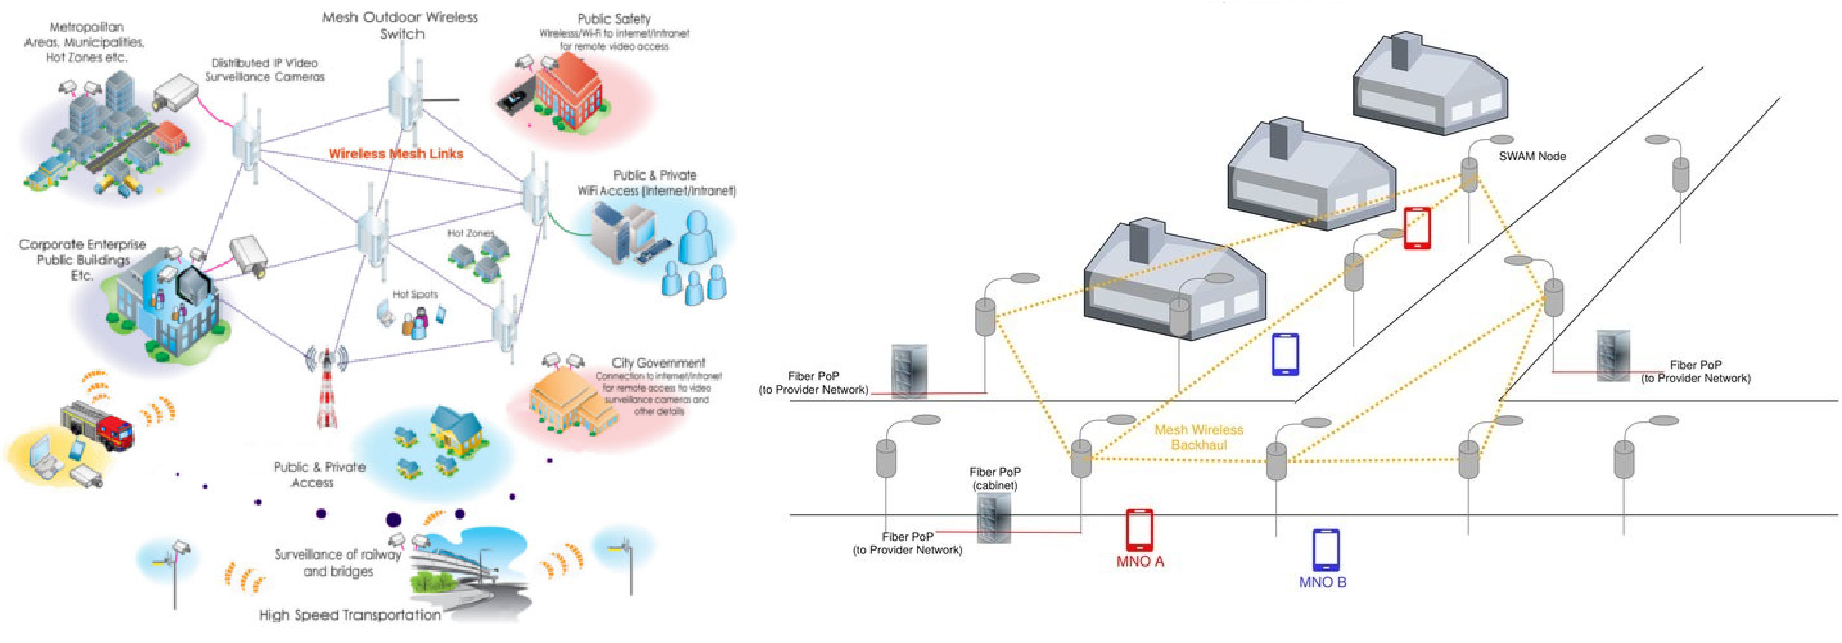 Metropolitan
Areas, Municipalities,
Hot Zones etc.
Distributed IP Video
Surveillance Cameras
Mesh Outdoor Wireless
Switch
Public Safety
Wireless/Wi-Fi to internet/intranet
for remote video access
Wireless Mesh Links
Public & Private
WiFi Access (Internet/Intranet)
Corporate Enterprise
Public Buildings
Etc.
Hot Zones
Hot Spots
City Government
Connection to internet/intranet
for remote access to video
surveillance cameras and
other details
Public & Private
Access
Surveillance of railway
and bridges
High Speed Transportation
SWAM Node
Fiber PoP
(to Provider Network)
Fiber PoP
(to Provider Network)
Mesh Wireless
Backhaul
Fiber PoP
(cabinet)
Fiber PoP
(to Provider Network)
MNO A
MNO B